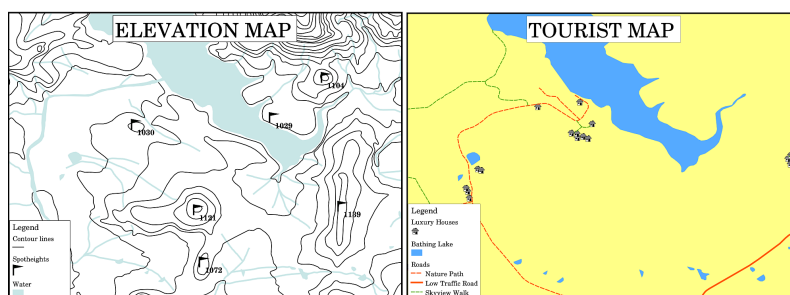 ELEVATION MAP
1104
1029
1030
1121
1139
1072
Legend
Contour lines
Spotheights
Water
TOURIST MAP
Legend
Luxury Houses
Bathing Lake
Roads
Nature Path
Low Traffic Road
Skyview Walk